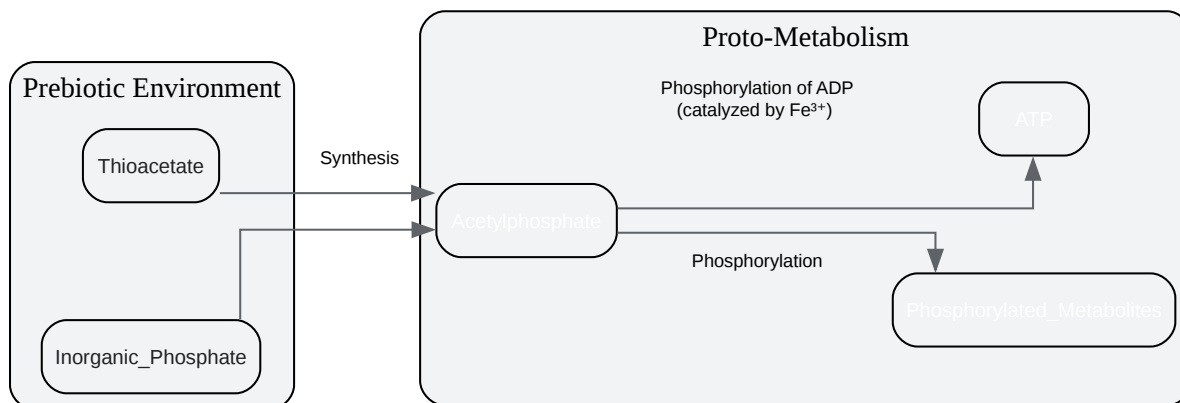 Proto-Metabolism
Prebiotic Environment
Phosphorylation of ADP
(catalyzed by Fe³⁺)
ATP
Thioacetate
Synthesis
Acetylphosphate
Phosphorylation
Phosphorylated_Metabolites
Inorganic_Phosphate